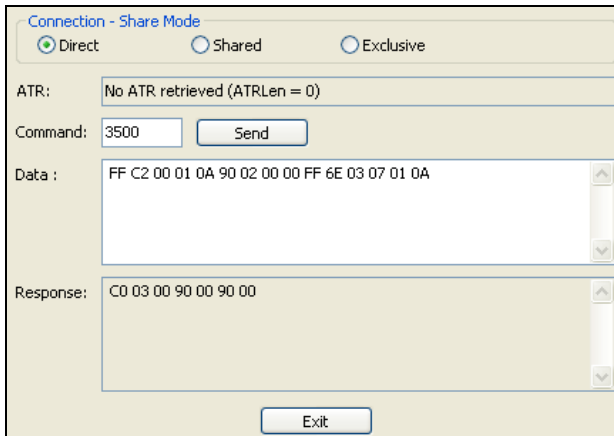 Connection - Share Mode
Direct Shared Exclusive
ATR: No ATR retrieved (ATRLen = 0)
Command: 3500 Send
Data : FF C2 00 01 0A 90 02 00 00 FF 6E 03 07 01 0A
Response: C0 03 00 90 00 90 00
Exit